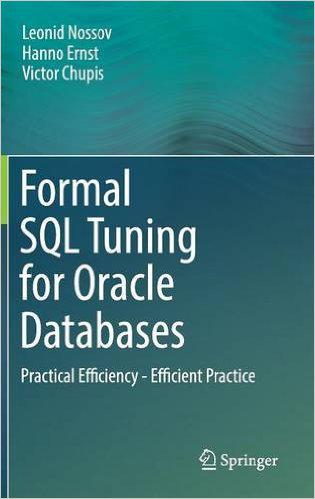 Leonid Nossov
Hanno Ernst
Victor Chupis
Formal
SQL Tuning
for Oracle
Databases
Practical Efficiency - Efficient Practice
Springer